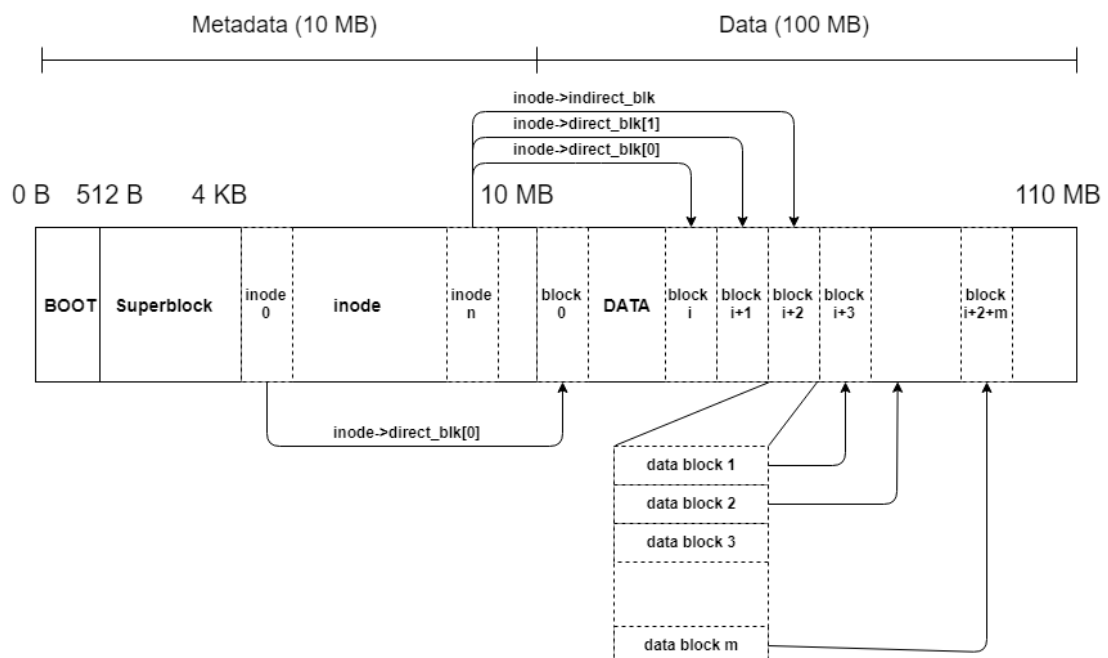 Metadata (10 MB)
Data (100 MB)
inode->indirect_blk
inode->direct_blk[1]
inode->direct_blk[0]
0 B
512 B
4 KB
10 MB
110 MB
BOOT
Superblock
inode
0
inode
inode
n
block
0
DATA
block
i
block
i+1
block
i+2
block
i+3
block
i+2+m
inode->direct_blk[0]
data block 1
data block 2
data block 3
data block m